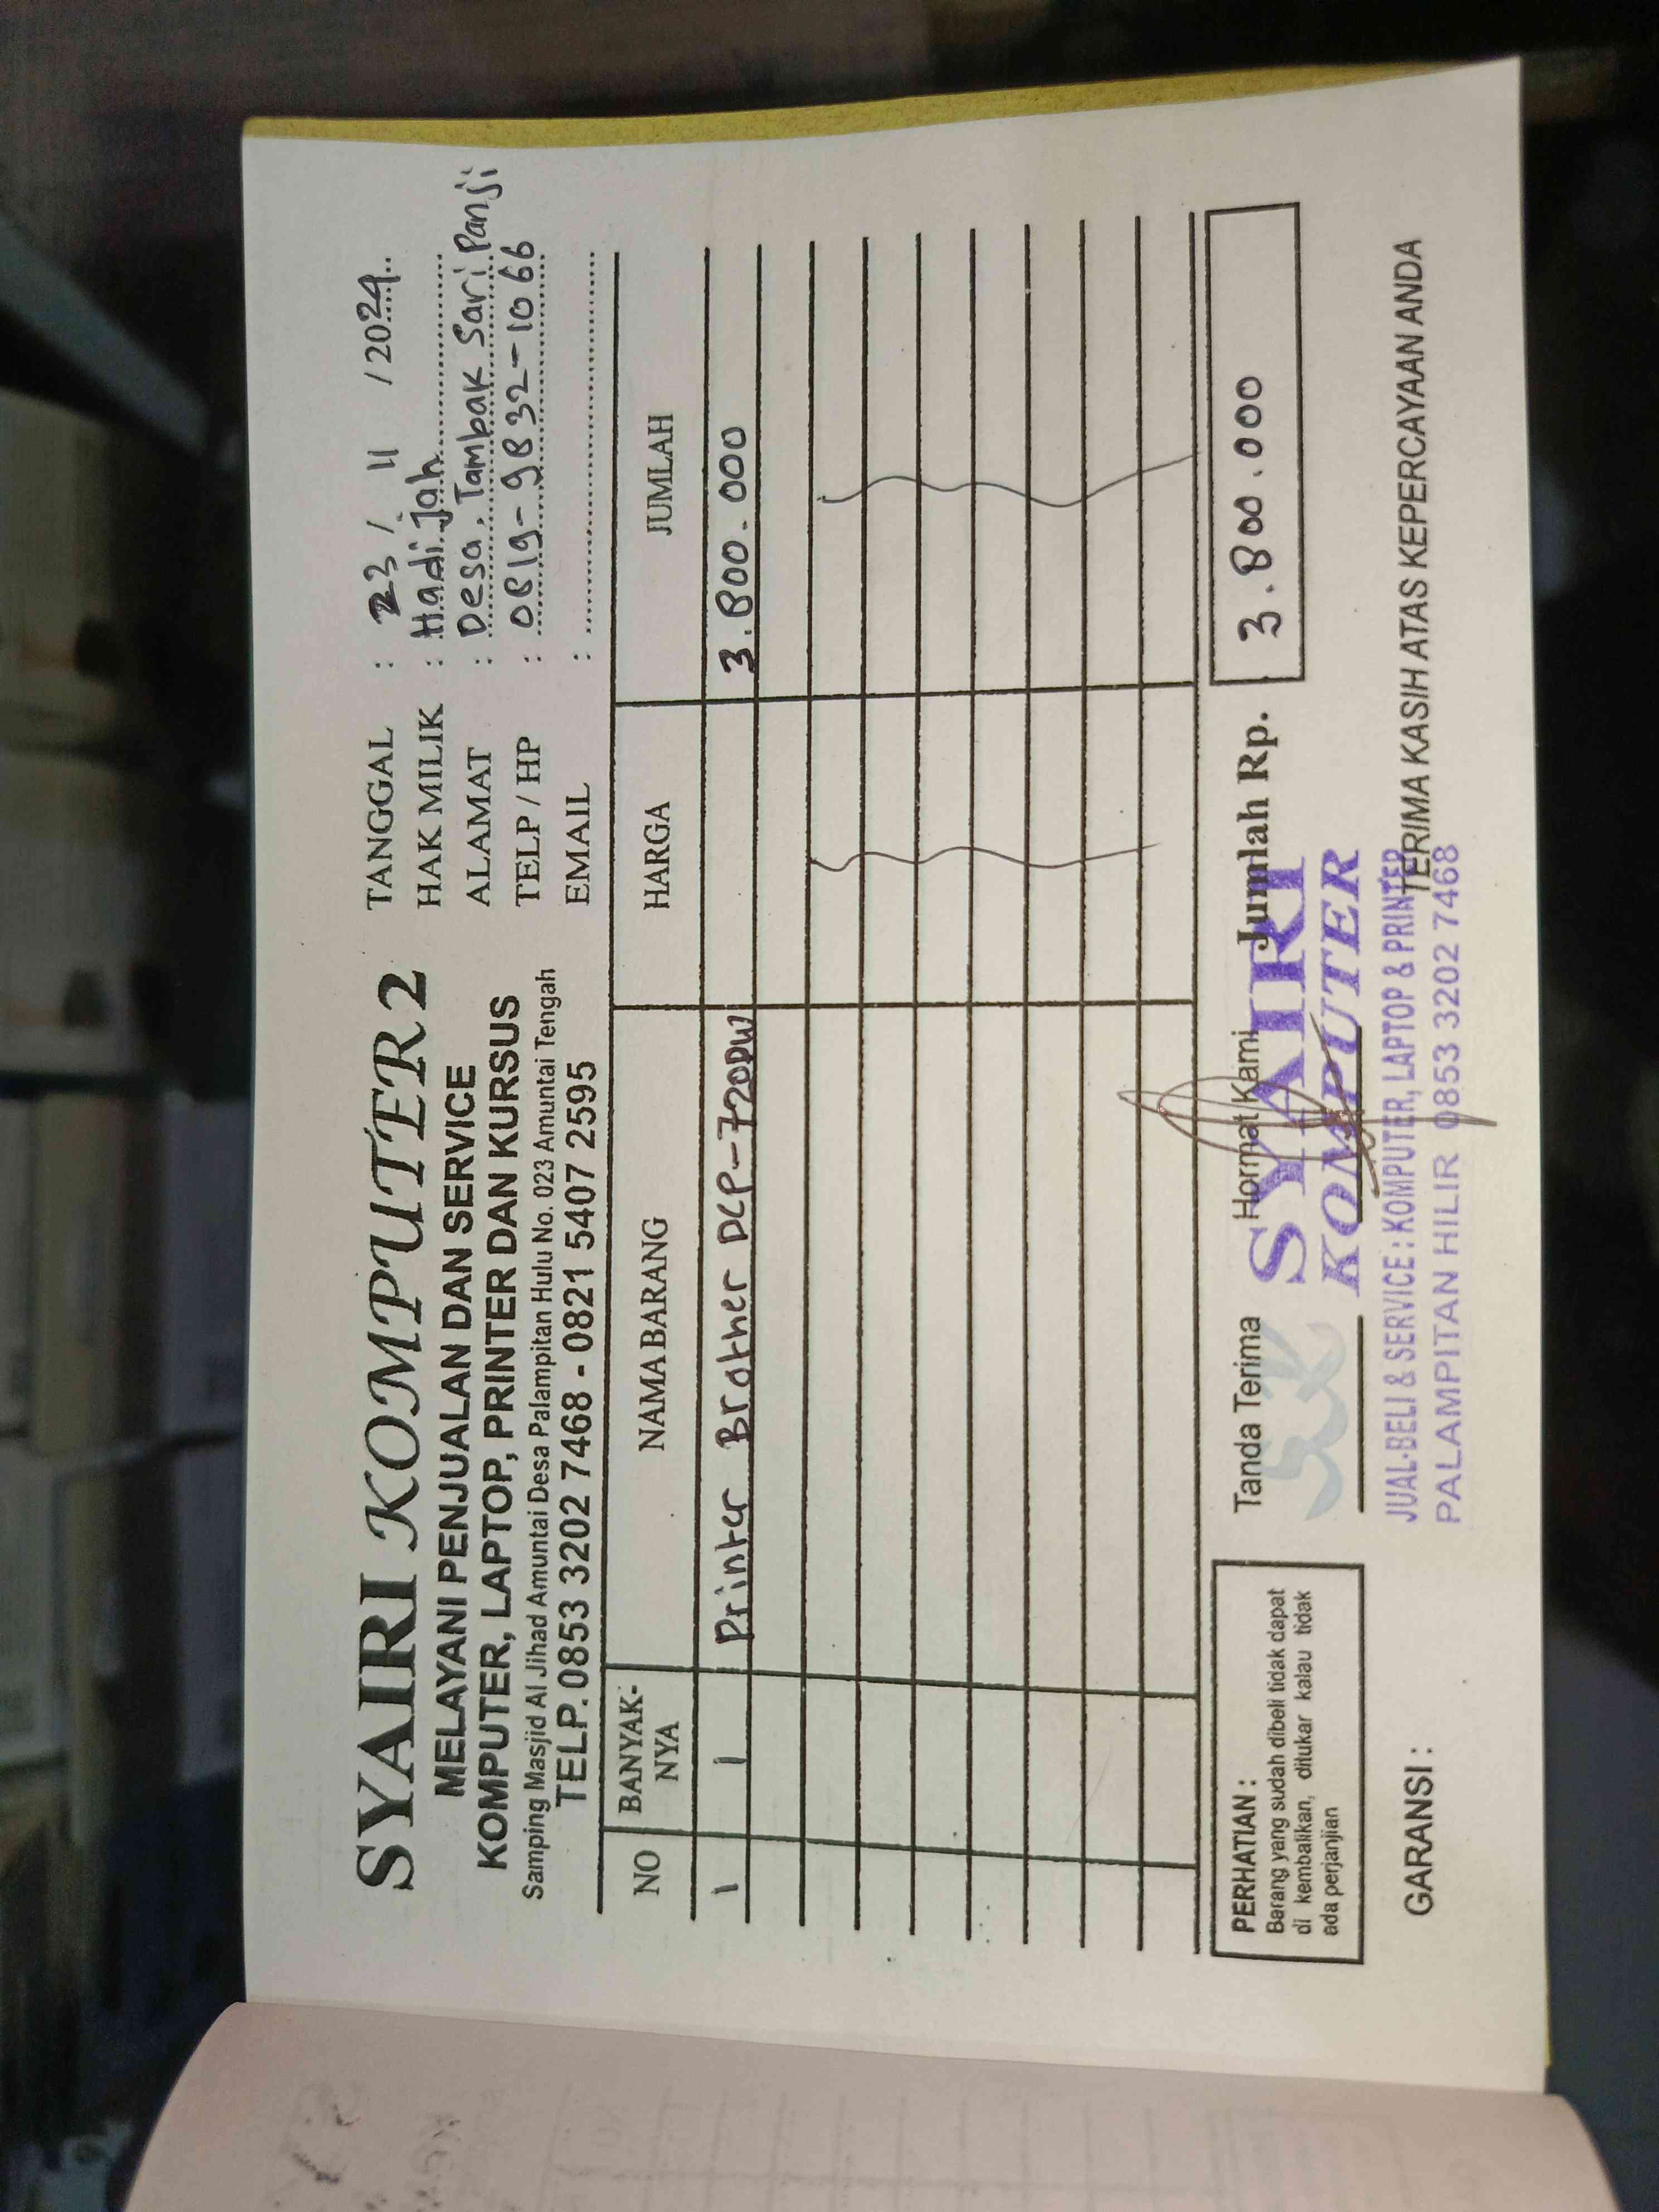 SYAIRI KOMPUTER 2
MELAYANI PENJUALAN DAN SERVICE
KOMPUTER, LAPTOP, PRINTER DAN KURSUS
Samping Masjid Al Jihad Amuntai Desa Palampitan Hulu No. 023 Amuntai Tengah
TELP. 0853 3202 7468 - 0821 5407 2595
TANGGAL : 23 / 11 / 2024
HAK MILIK : Hadijah
ALAMAT : Desa. Tambak Sari Panji
TELP / HP : 0819-9832-1066
EMAIL :
NO BANYAK-NYA NAMA BARANG HARGA JUMLAH
1 1 Printer Brother DCP-720DW 3.800.000
Jumlah Rp. 3.800.000
PERHATIAN :
Barang yang sudah dibeli tidak dapat
di kembalikan, ditukar kalau tidak
ada perjanjian
Tanda Terima Hormat Kami
SYAIRI
KOMPUTER
JUAL-BELI & SERVICE : KOMPUTER, LAPTOP & PRINTER
PALAMPITAN HILIR 0853 3202 7468
GARANSI :
TERIMA KASIH ATAS KEPERCAYAAN ANDA